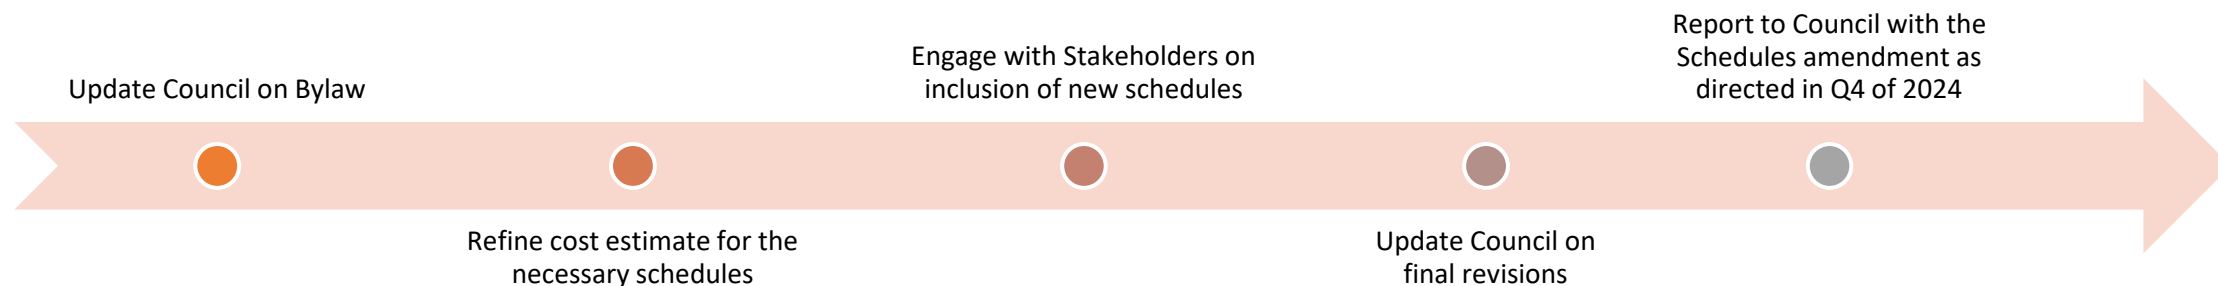 Update Council on Bylaw
Refine cost estimate for the
necessary schedules
Engage with Stakeholders on
inclusion of new schedules
Update Council on
final revisions
Report to Council with the
Schedules amendment as
directed in Q4 of 2024